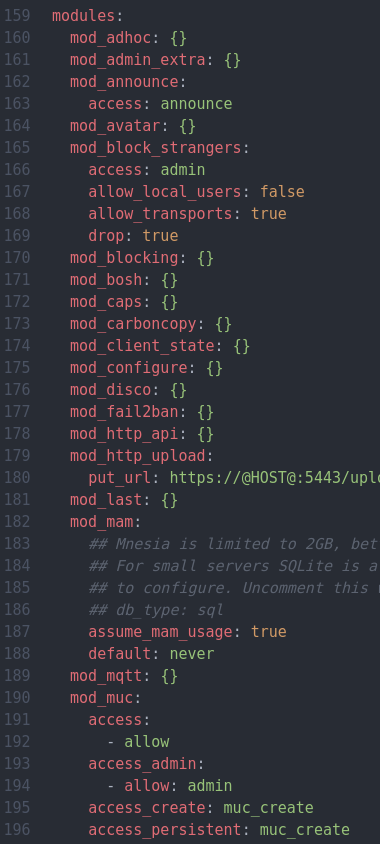 159 modules:
160 mod_adhoc: {}
161 mod_admin_extra: {}
162 mod_announce:
163 access: announce
164 mod_avatar: {}
165 mod_block_strangers:
166 access: admin
167 allow_local_users: false
168 allow_transports: true
169 drop: true
170 mod_blocking: {}
171 mod_bosh: {}
172 mod_caps: {}
173 mod_carboncopy: {}
174 mod_client_state: {}
175 mod_configure: {}
176 mod_disco: {}
177 mod_fail2ban: {}
178 mod_http_api: {}
179 mod_http_upload:
180 put_url: https://@HOST@:5443/uplo
181 mod_last: {}
182 mod_mam:
183 ## Mnesia is limited to 2GB, bet
184 ## For small servers SQLite is a
185 ## to configure. Uncomment this
186 ## db_type: sql
187 assume_mam_usage: true
188 default: never
189 mod_mqtt: {}
190 mod_muc:
191 access:
192 - allow
193 access_admin:
194 - allow: admin
195 access_create: muc_create
196 access_persistent: muc_create